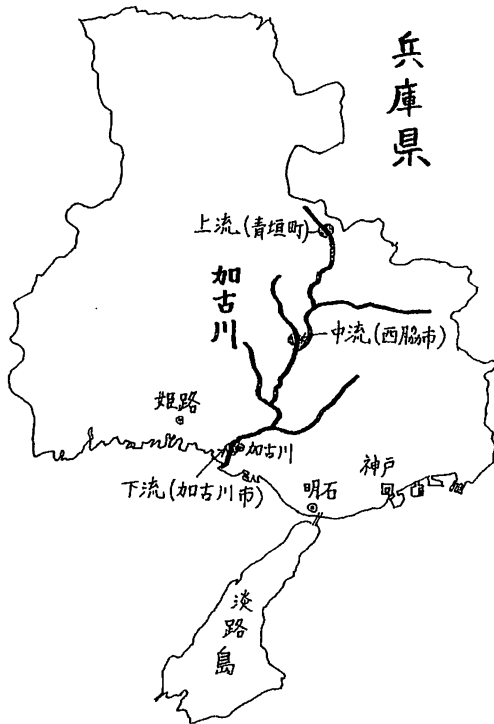 兵庫県
上流(青垣町)
加古川
中流(西脇市)
姫路
加古川
下流(加古川市)
明石
神戸
淡路島